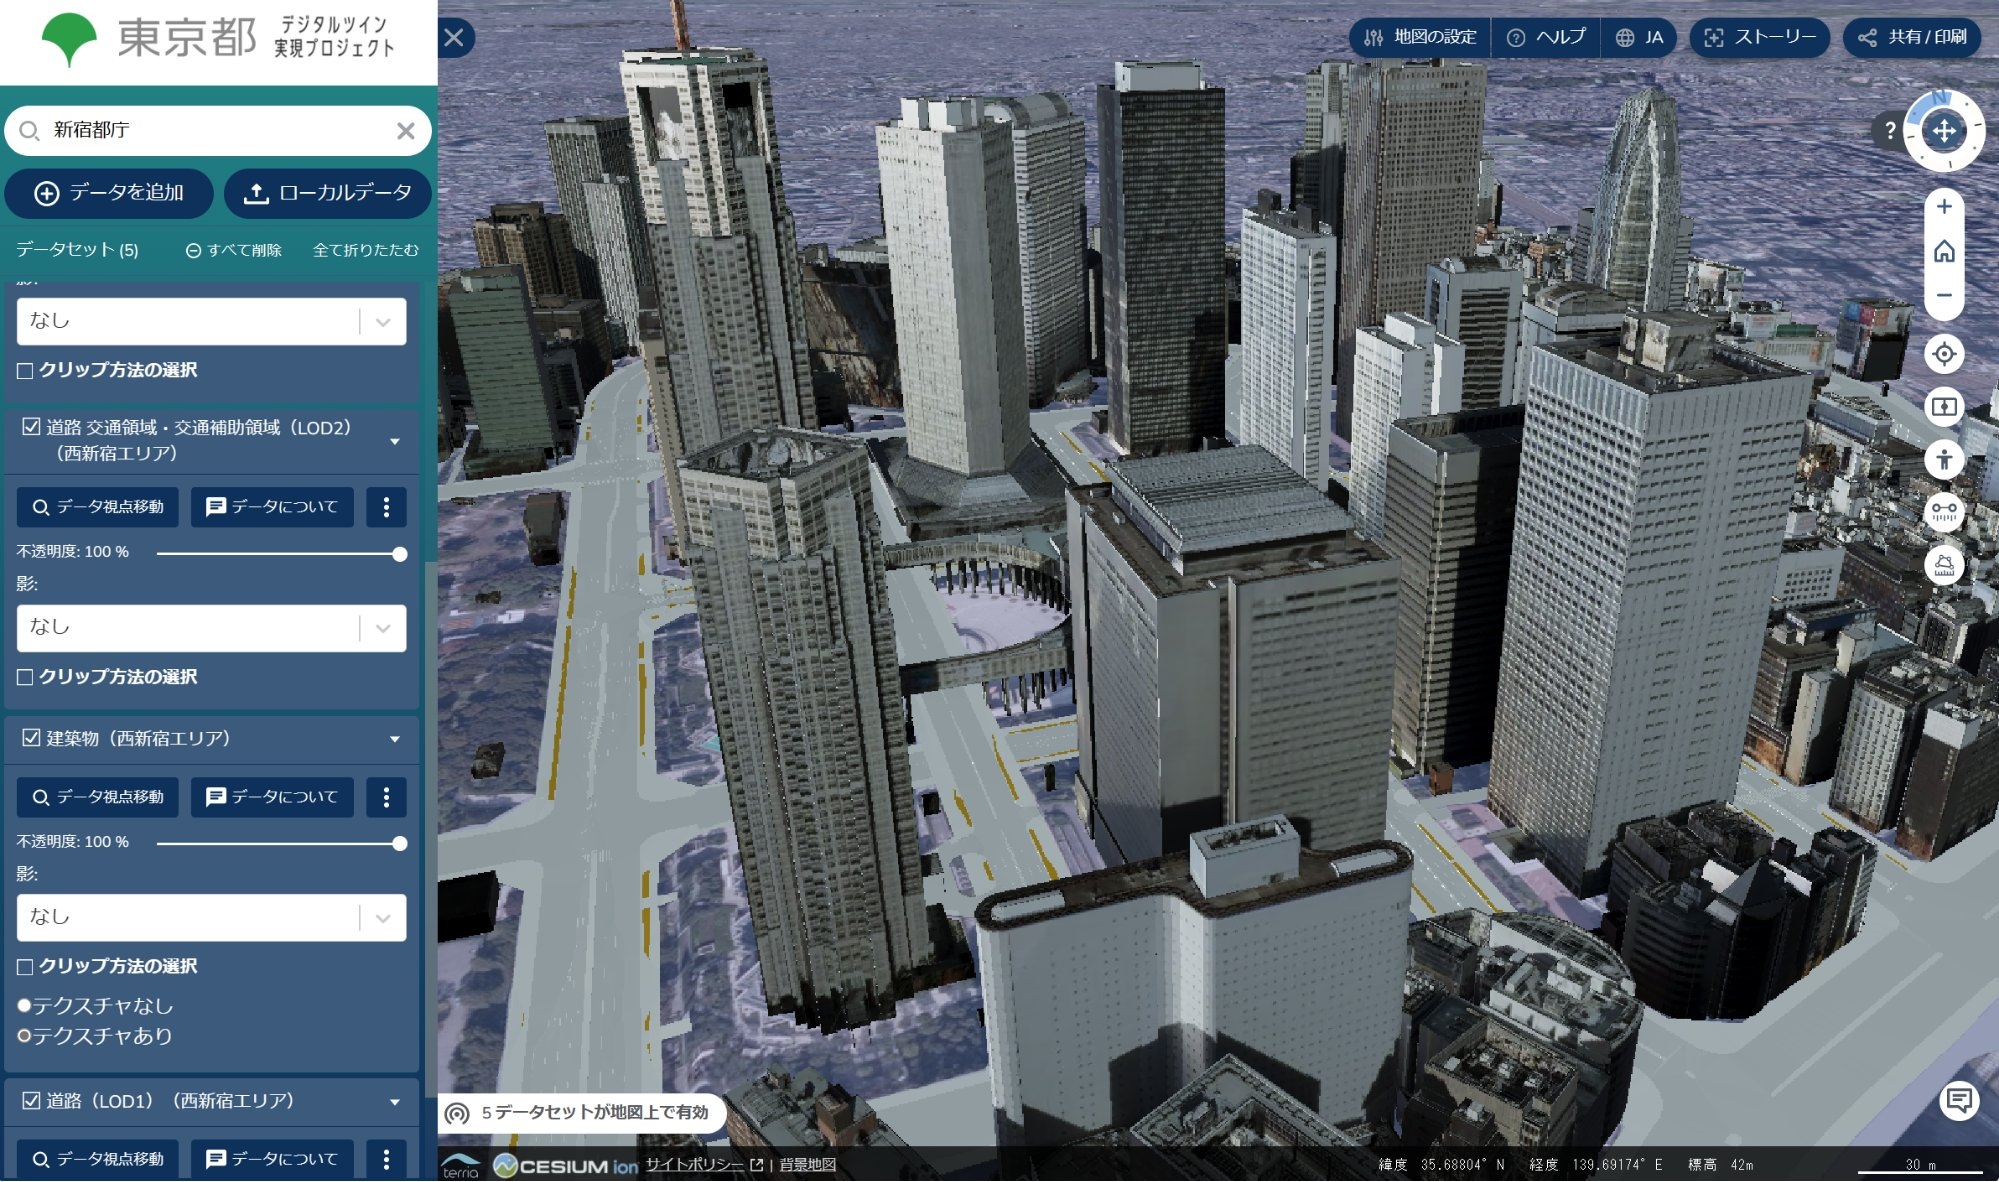 東京都
デジタルツイン
実現プロジェクト
新宿都庁
データを追加
ローカルデータ
データセット (5)
すべて削除
全て折りたたむ
なし
クリップ方法の選択
道路 交通領域・交通補助領域（LOD2）
（西新宿エリア）
データ視点移動
データについて
不透明度: 100 %
影:
なし
クリップ方法の選択
建築物（西新宿エリア）
データ視点移動
データについて
不透明度: 100 %
影:
なし
クリップ方法の選択
テクスチャなし
テクスチャあり
道路（LOD1）（西新宿エリア）
データ視点移動
データについて
地図の設定
ヘルプ
JA
ストーリー
共有 / 印刷
N
?
5 データセットが地図上で有効
terria
CESIUM ion
サイトポリシー | 背景地図
緯度 35.68804° N 経度 139.69174° E 標高 42m
30 m